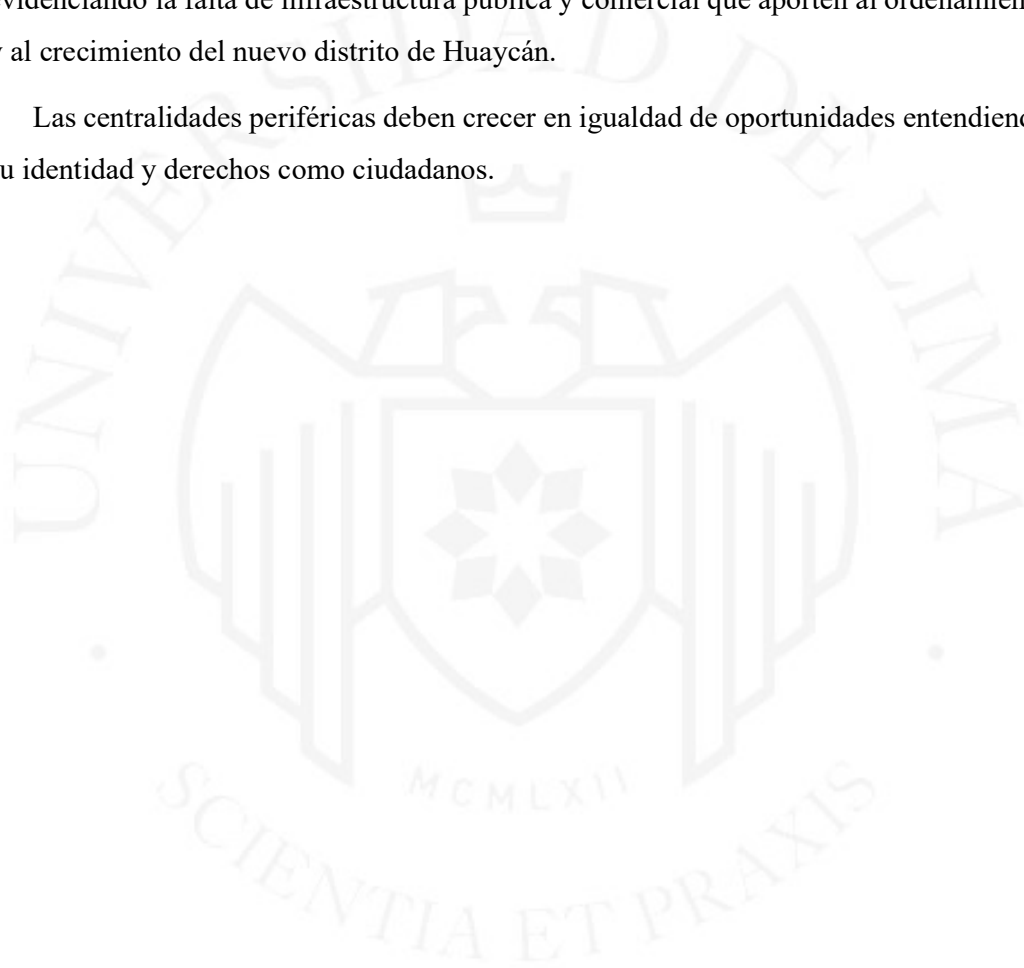 evidenciando la falta de infraestructura pública y comercial que aporten al
y al crecimiento del nuevo distrito de Huaycán.
Las centralidades periféricas deben crecer en igualdad de oportunidades
identidad y derechos como ciudadanos.
UNIVERSIDAD DE LIMA
MCMLXII
SCIENTIA ET PRAXIS